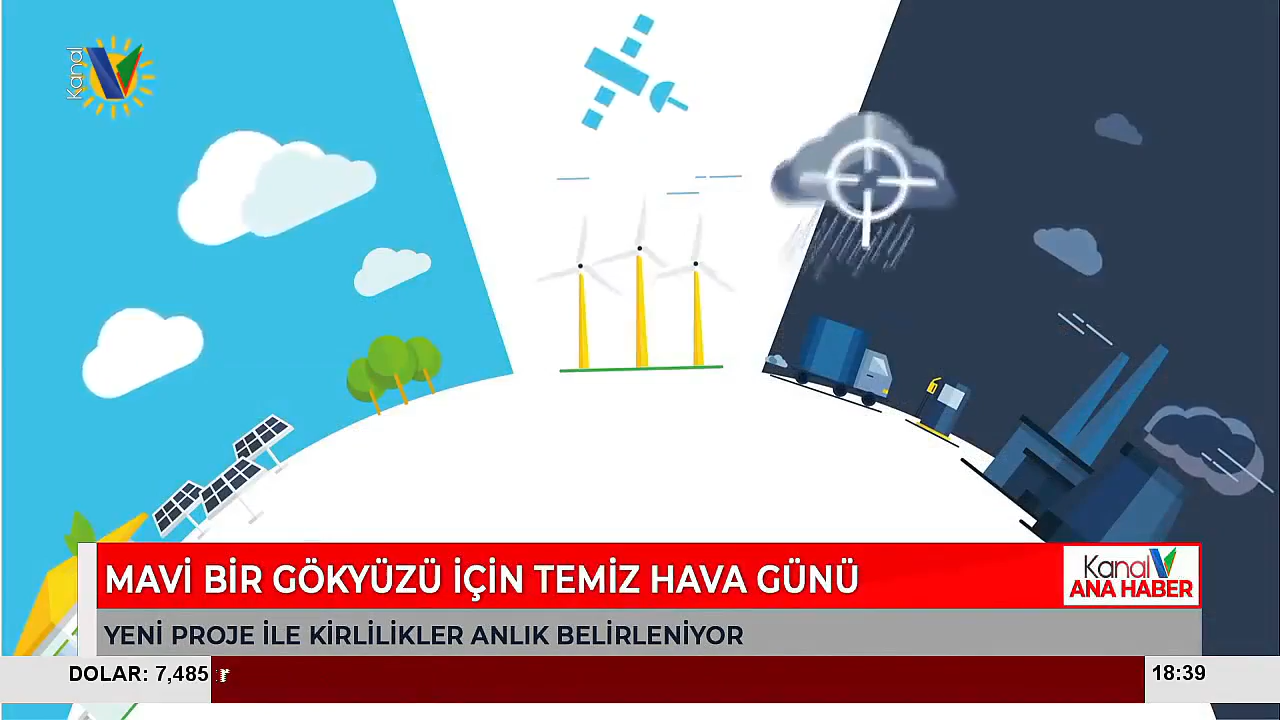 Kanal V
MAVİ BİR GÖKYÜZÜ İÇİN TEMİZ HAVA GÜNÜ
Kanal V
ANA HABER
YENİ PROJE İLE KİRLİLİKLER ANLIK BELİRLENİYOR
DOLAR: 7,485
18:39